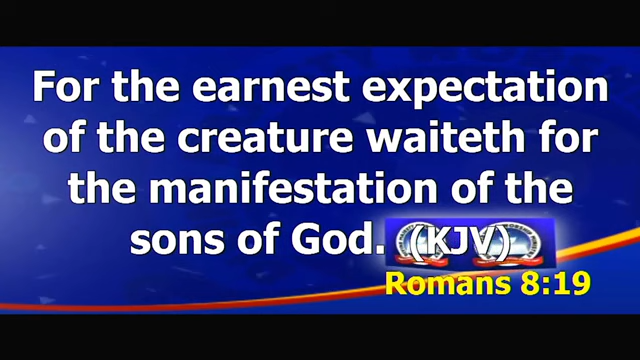 For the earnest expectation
of the creature waiteth for
the manifestation of the
sons of God. (KJV)
Romans 8:19